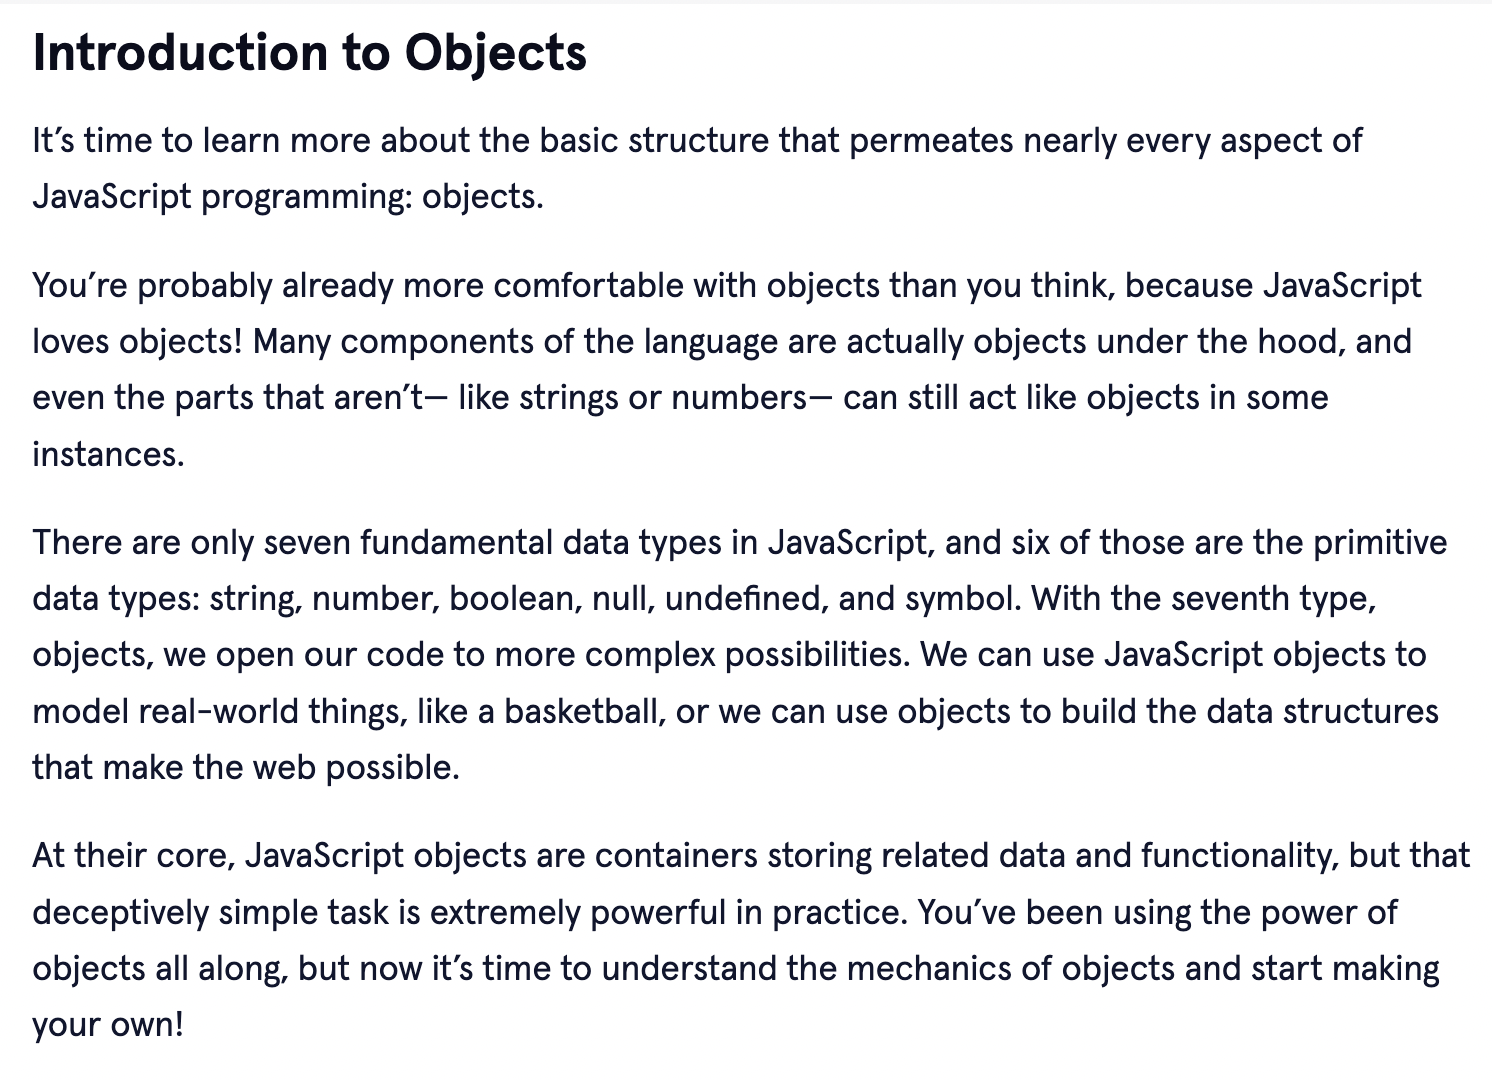 Introduction to Objects
It’s time to learn more about the basic structure that permeates nearly every aspect of
JavaScript programming: objects.
You’re probably already more comfortable with objects than you think, because JavaScript
loves objects! Many components of the language are actually objects under the hood, and
even the parts that aren’t— like strings or numbers— can still act like objects in some
instances.
There are only seven fundamental data types in JavaScript, and six of those are the primitive
data types: string, number, boolean, null, undefined, and symbol. With the seventh type,
objects, we open our code to more complex possibilities. We can use JavaScript objects to
model real-world things, like a basketball, or we can use objects to build the data structures
that make the web possible.
At their core, JavaScript objects are containers storing related data and functionality, but that
deceptively simple task is extremely powerful in practice. You’ve been using the power of
objects all along, but now it’s time to understand the mechanics of objects and start making
your own!